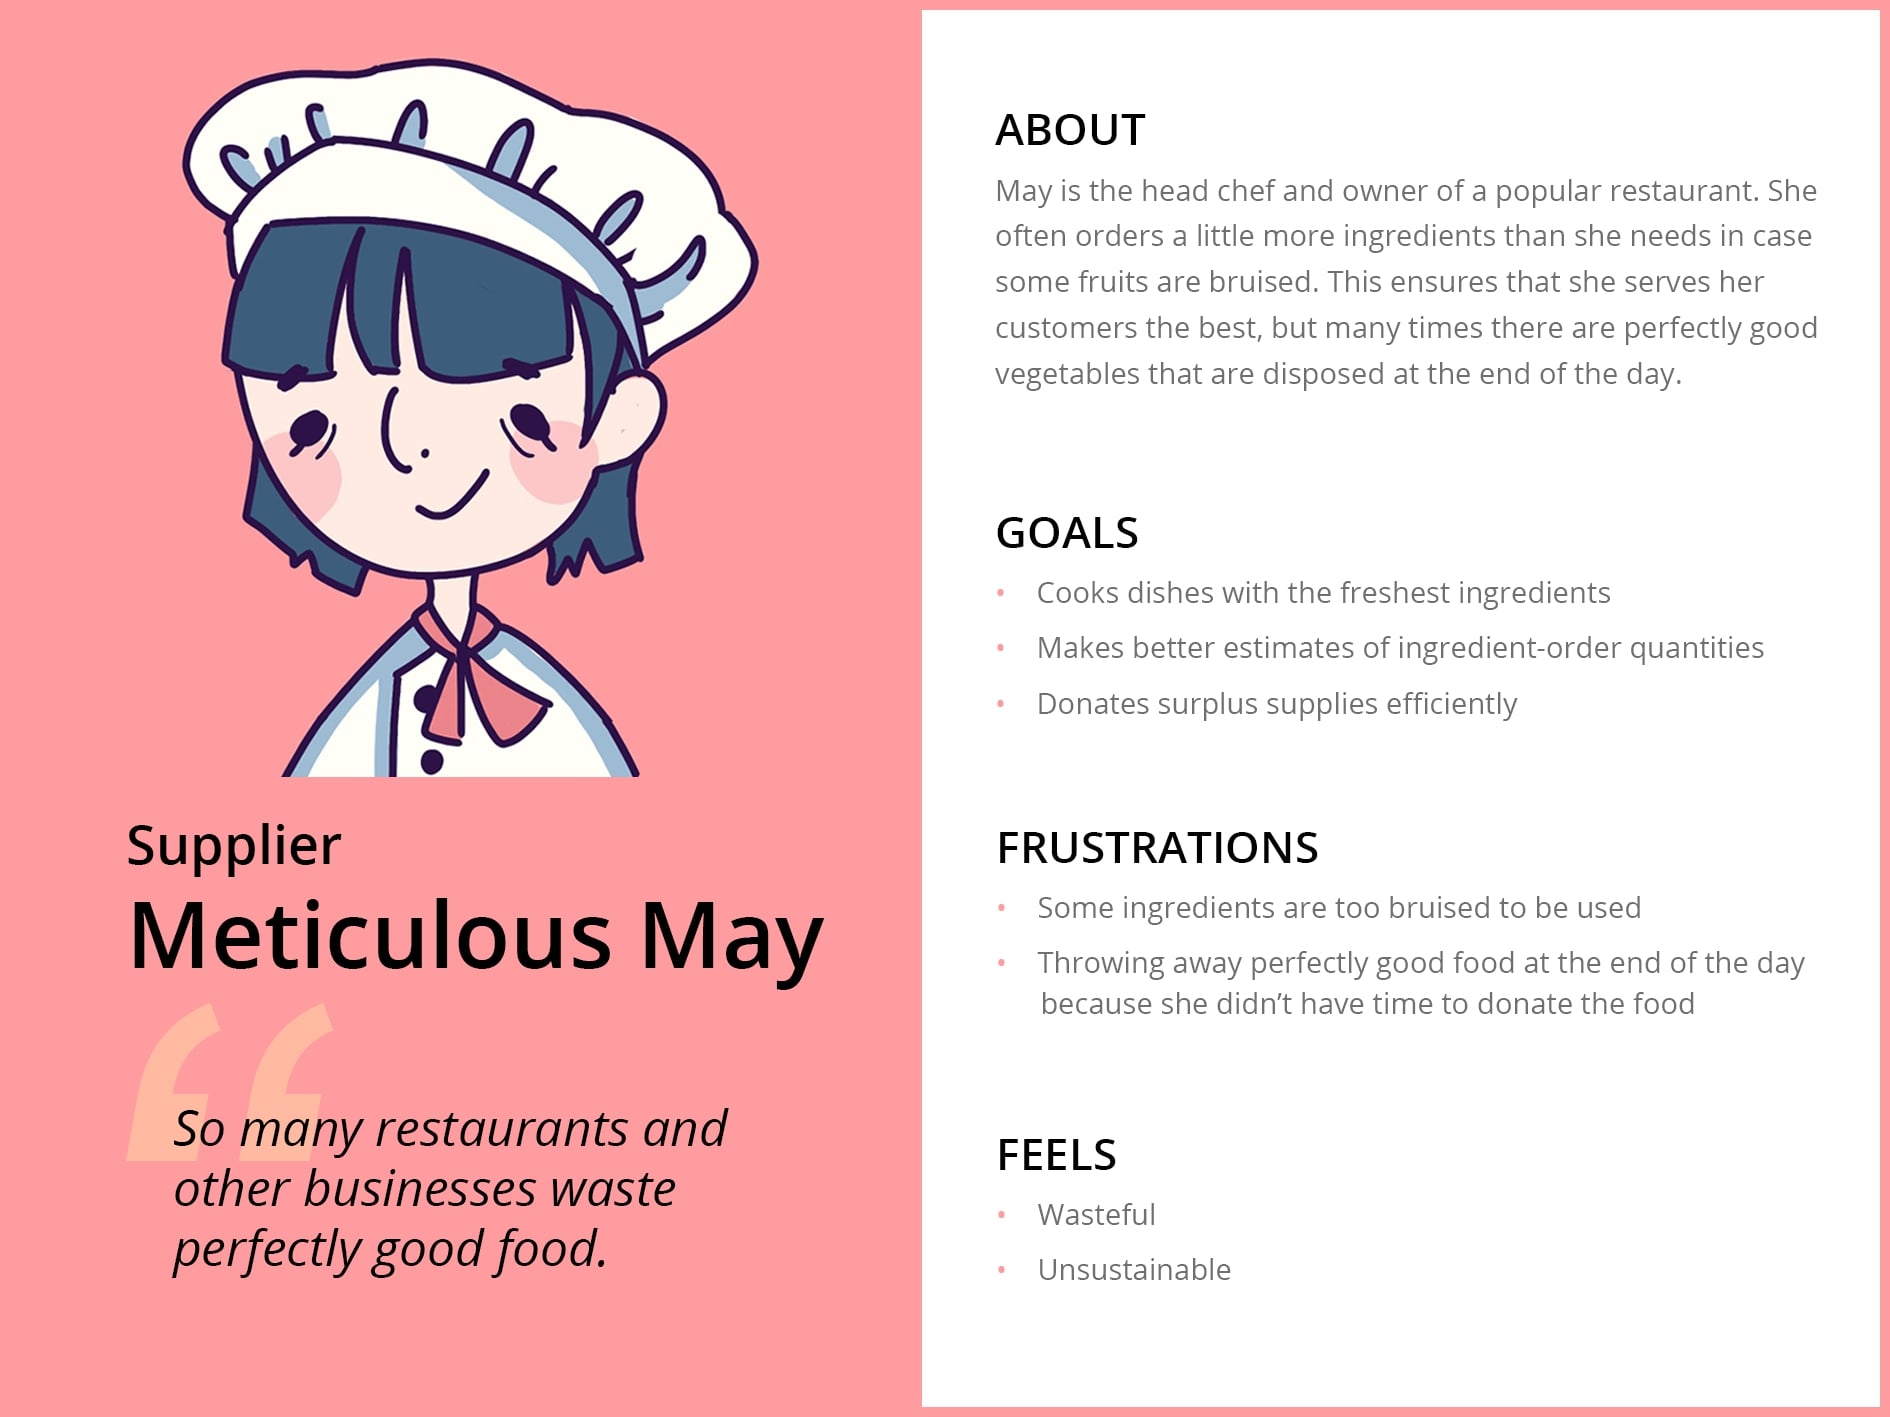 Supplier
Meticulous May
“
So many restaurants and
other businesses waste
perfectly good food.
ABOUT
May is the head chef and owner of a popular restaurant. She
often orders a little more ingredients than she needs in case
some fruits are bruised. This ensures that she serves her
customers the best, but many times there are perfectly good
vegetables that are disposed at the end of the day.
GOALS
• Cooks dishes with the freshest ingredients
• Makes better estimates of ingredient-order quantities
• Donates surplus supplies efficiently
FRUSTRATIONS
• Some ingredients are too bruised to be used
• Throwing away perfectly good food at the end of the day
because she didn’t have time to donate the food
FEELS
• Wasteful
• Unsustainable